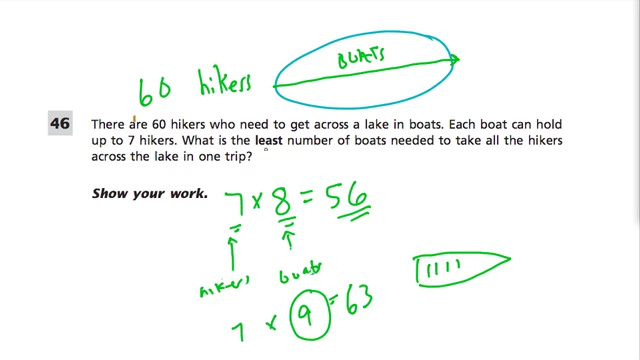 60 hikers
BOATS
46 There are 60 hikers who need to get across a lake in boats. Each boat can hold
up to 7 hikers. What is the least number of boats needed to take all the hikers
across the lake in one trip?
Show your work.
7 × 8 = 56
hikers boats
7 × 9 = 63